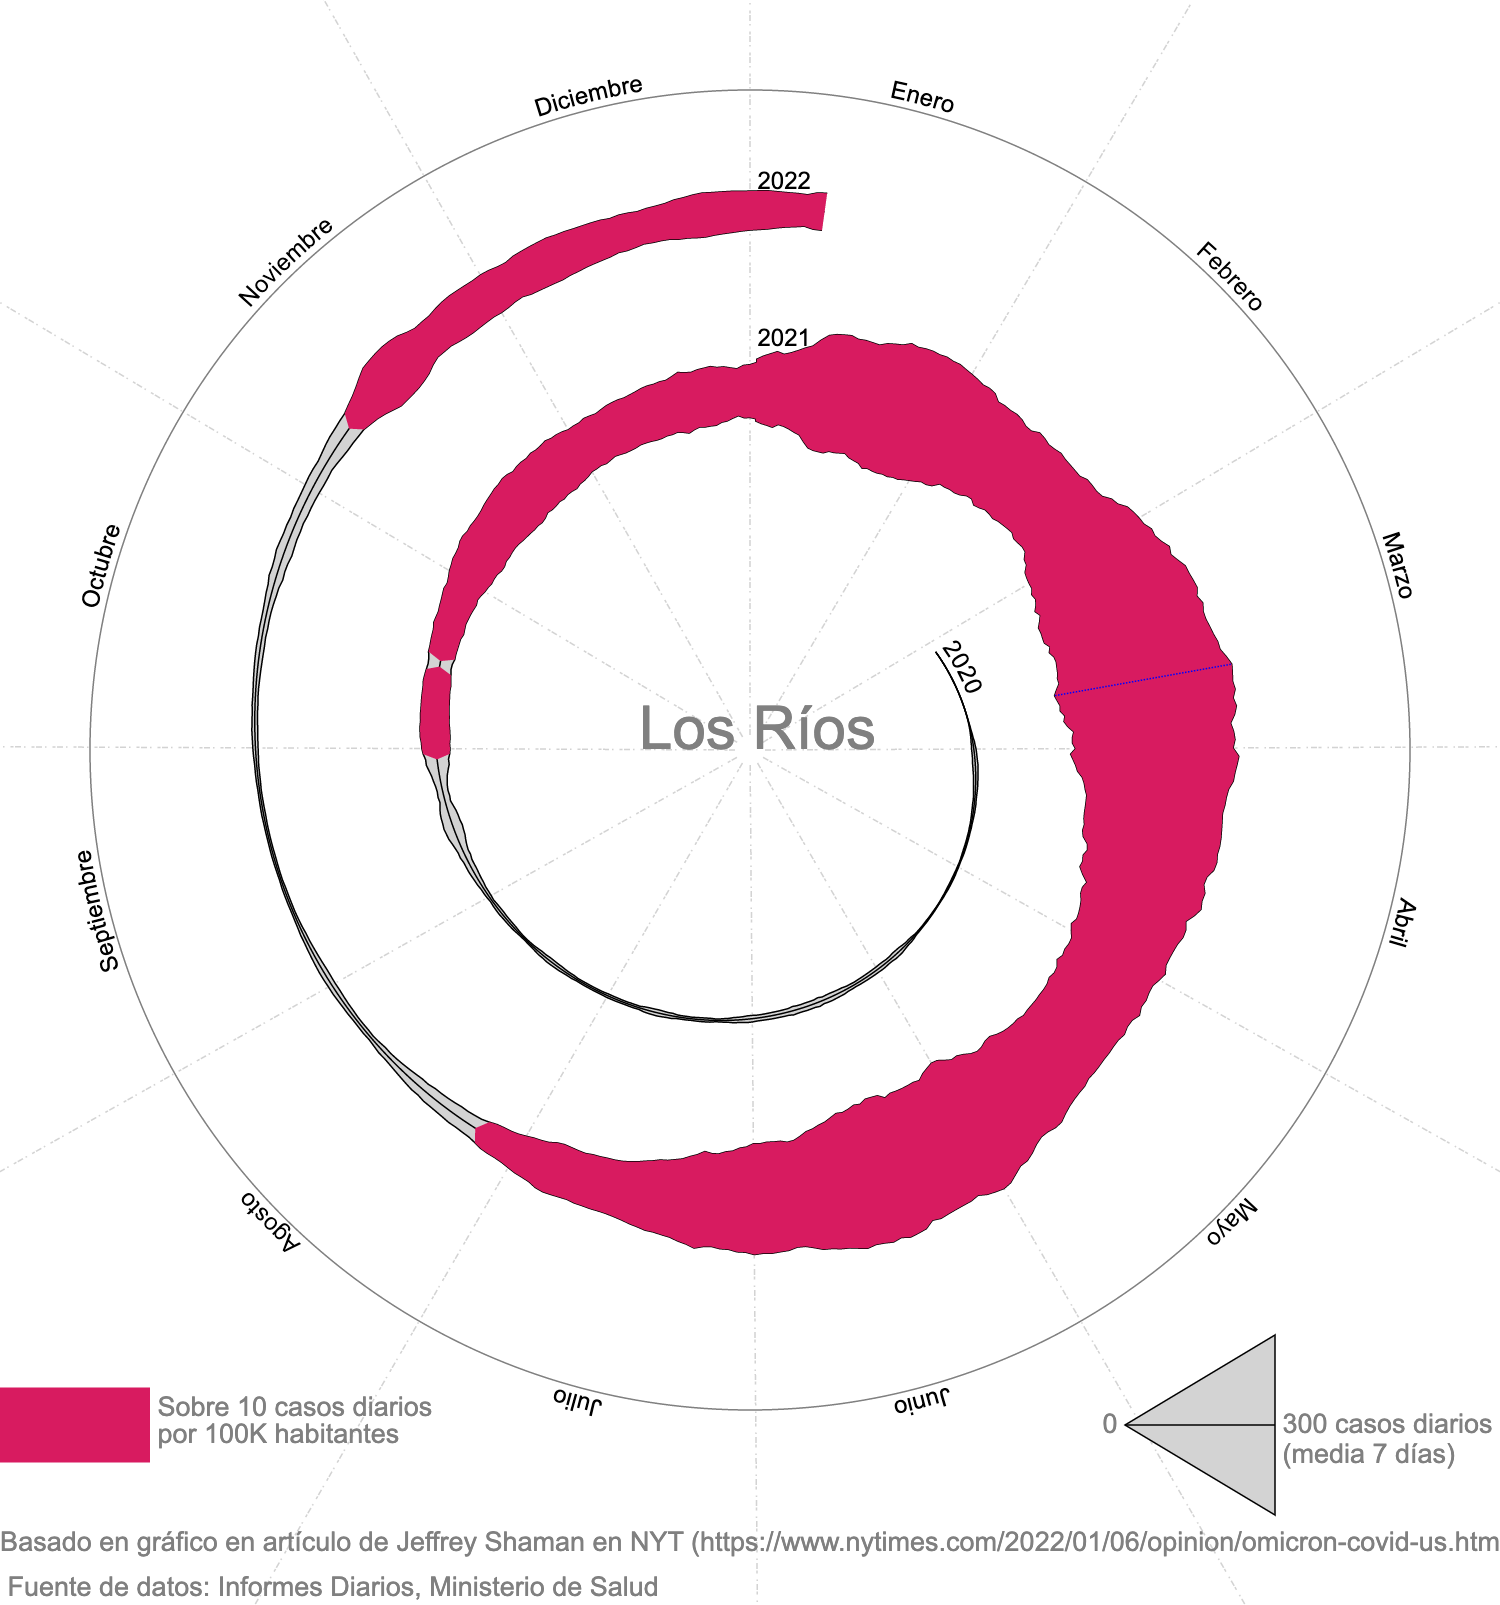 Enero
Febrero
Marzo
Abril
Mayo
Junio
Julio
Agosto
Septiembre
Octubre
Noviembre
Diciembre
2022
2021
2020
Los Ríos
Sobre 10 casos diarios
por 100K habitantes
0
300 casos diarios
(media 7 días)
Basado en gráfico en artículo de Jeffrey Shaman en NYT (https://www.nytimes.com/2022/01/06/opinion/omicron-covid-us.htm
Fuente de datos: Informes Diarios, Ministerio de Salud